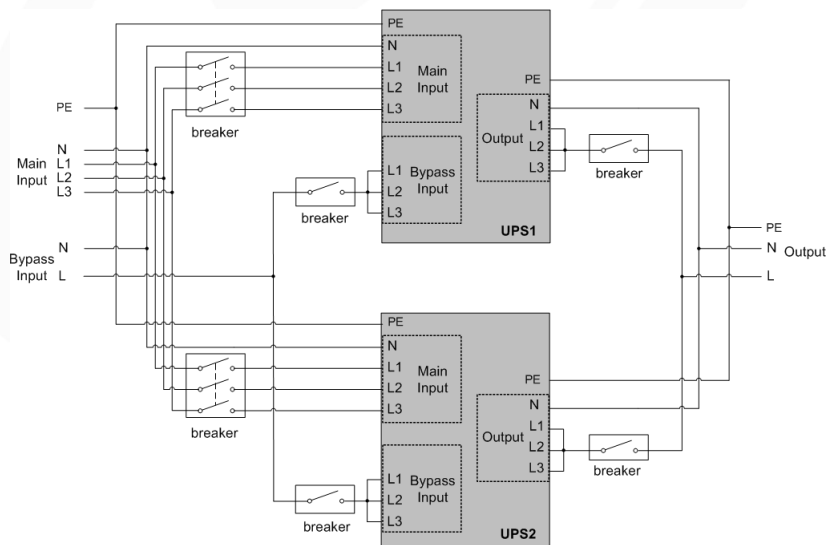 PE
N
L1
L2
L3
Main
Input
breaker
PE
N
L1
L2
L3
Output
breaker
L1
L2
L3
Bypass
Input
breaker
UPS1
PE
N
L1
L2
L3
Main
Input
N
L
Bypass
Input
PE
N
L
Output
PE
N
L1
L2
L3
Main
Input
breaker
PE
N
L1
L2
L3
Output
breaker
L1
L2
L3
Bypass
Input
breaker
UPS2